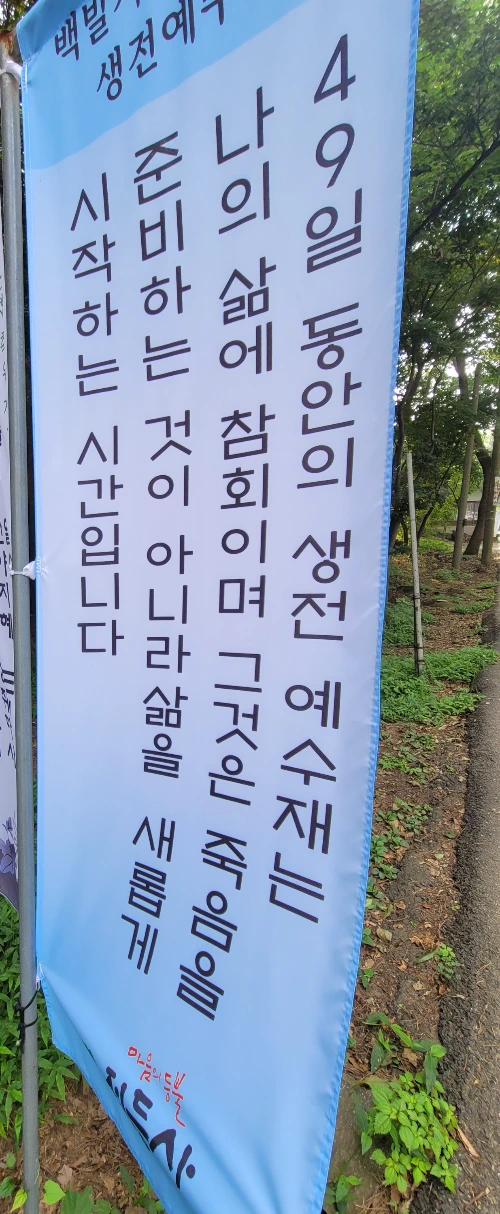 생전예수
49일 동안의 생전 예수재는
나의 삶에 참회이며 그것은 죽음을
준비하는 것이 아니라 삶을 새롭게
시작하는 시간입니다
마음의 등불